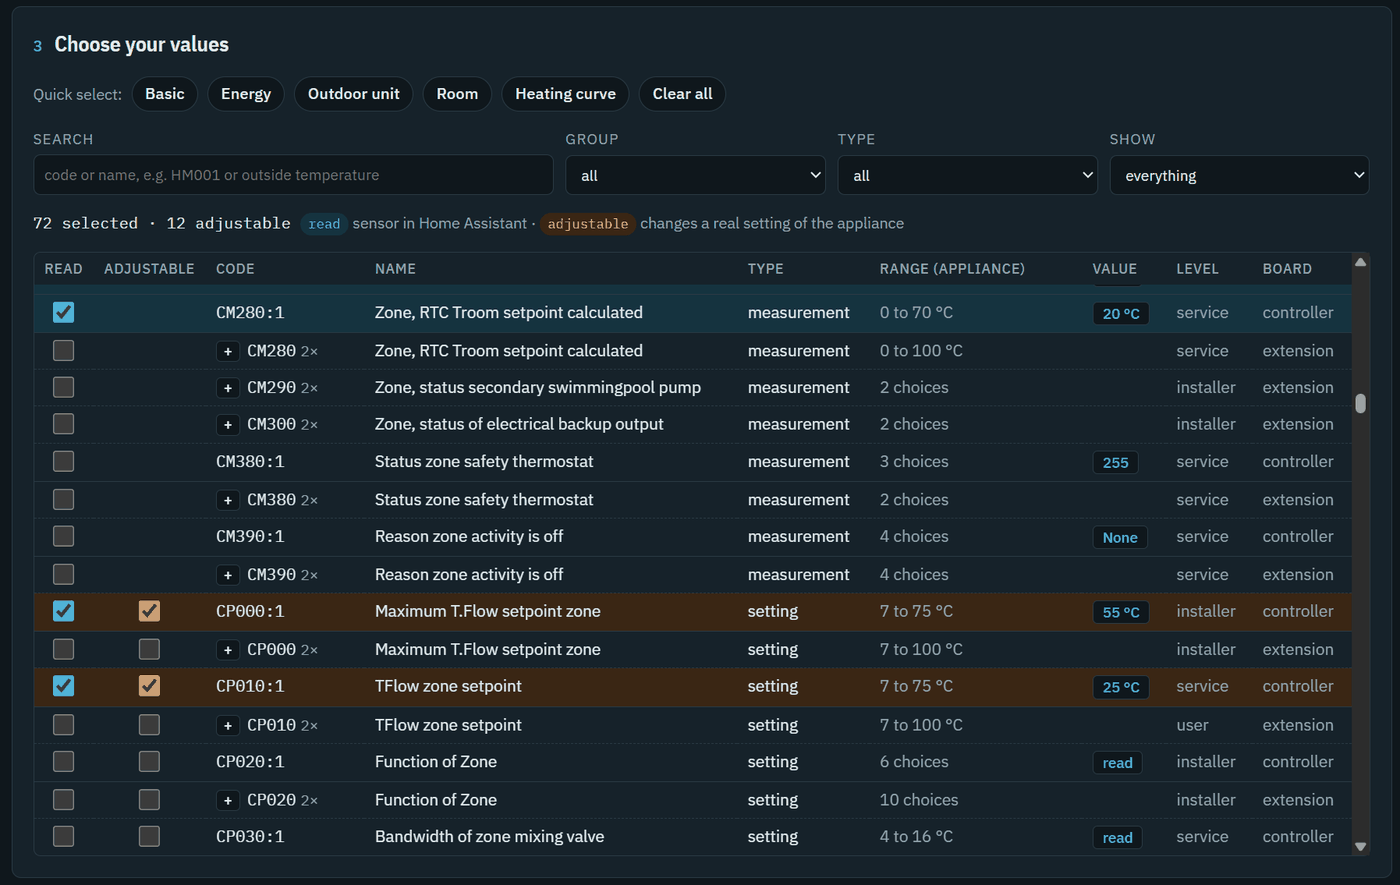 3 Choose your values
Quick select: Basic Energy Outdoor unit Room Heating curve Clear all
SEARCH GROUP TYPE SHOW
code or name, e.g. HM001 or outside temperature all all everything
72 selected · 12 adjustable read sensor in Home Assistant · adjustable changes a real setting of the appliance
READ ADJUSTABLE CODE NAME TYPE RANGE (APPLIANCE) VALUE LEVEL BOARD
CM280:1 Zone, RTC Troom setpoint calculated measurement 0 to 70 °C 20 °C service controller
+ CM280 2× Zone, RTC Troom setpoint calculated measurement 0 to 100 °C service extension
+ CM290 2× Zone, status secondary swimmingpool pump measurement 2 choices installer extension
+ CM300 2× Zone, status of electrical backup output measurement 2 choices installer extension
CM380:1 Status zone safety thermostat measurement 3 choices 255 service controller
+ CM380 2× Status zone safety thermostat measurement 2 choices service extension
CM390:1 Reason zone activity is off measurement 4 choices None service controller
+ CM390 2× Reason zone activity is off measurement 4 choices service extension
CP000:1 Maximum T.Flow setpoint zone setting 7 to 75 °C 55 °C installer controller
+ CP000 2× Maximum T.Flow setpoint zone setting 7 to 100 °C installer extension
CP010:1 TFlow zone setpoint setting 7 to 75 °C 25 °C service controller
+ CP010 2× TFlow zone setpoint setting 7 to 100 °C user extension
CP020:1 Function of Zone setting 6 choices read installer controller
+ CP020 2× Function of Zone setting 10 choices installer extension
CP030:1 Bandwidth of zone mixing valve setting 4 to 16 °C read service controller